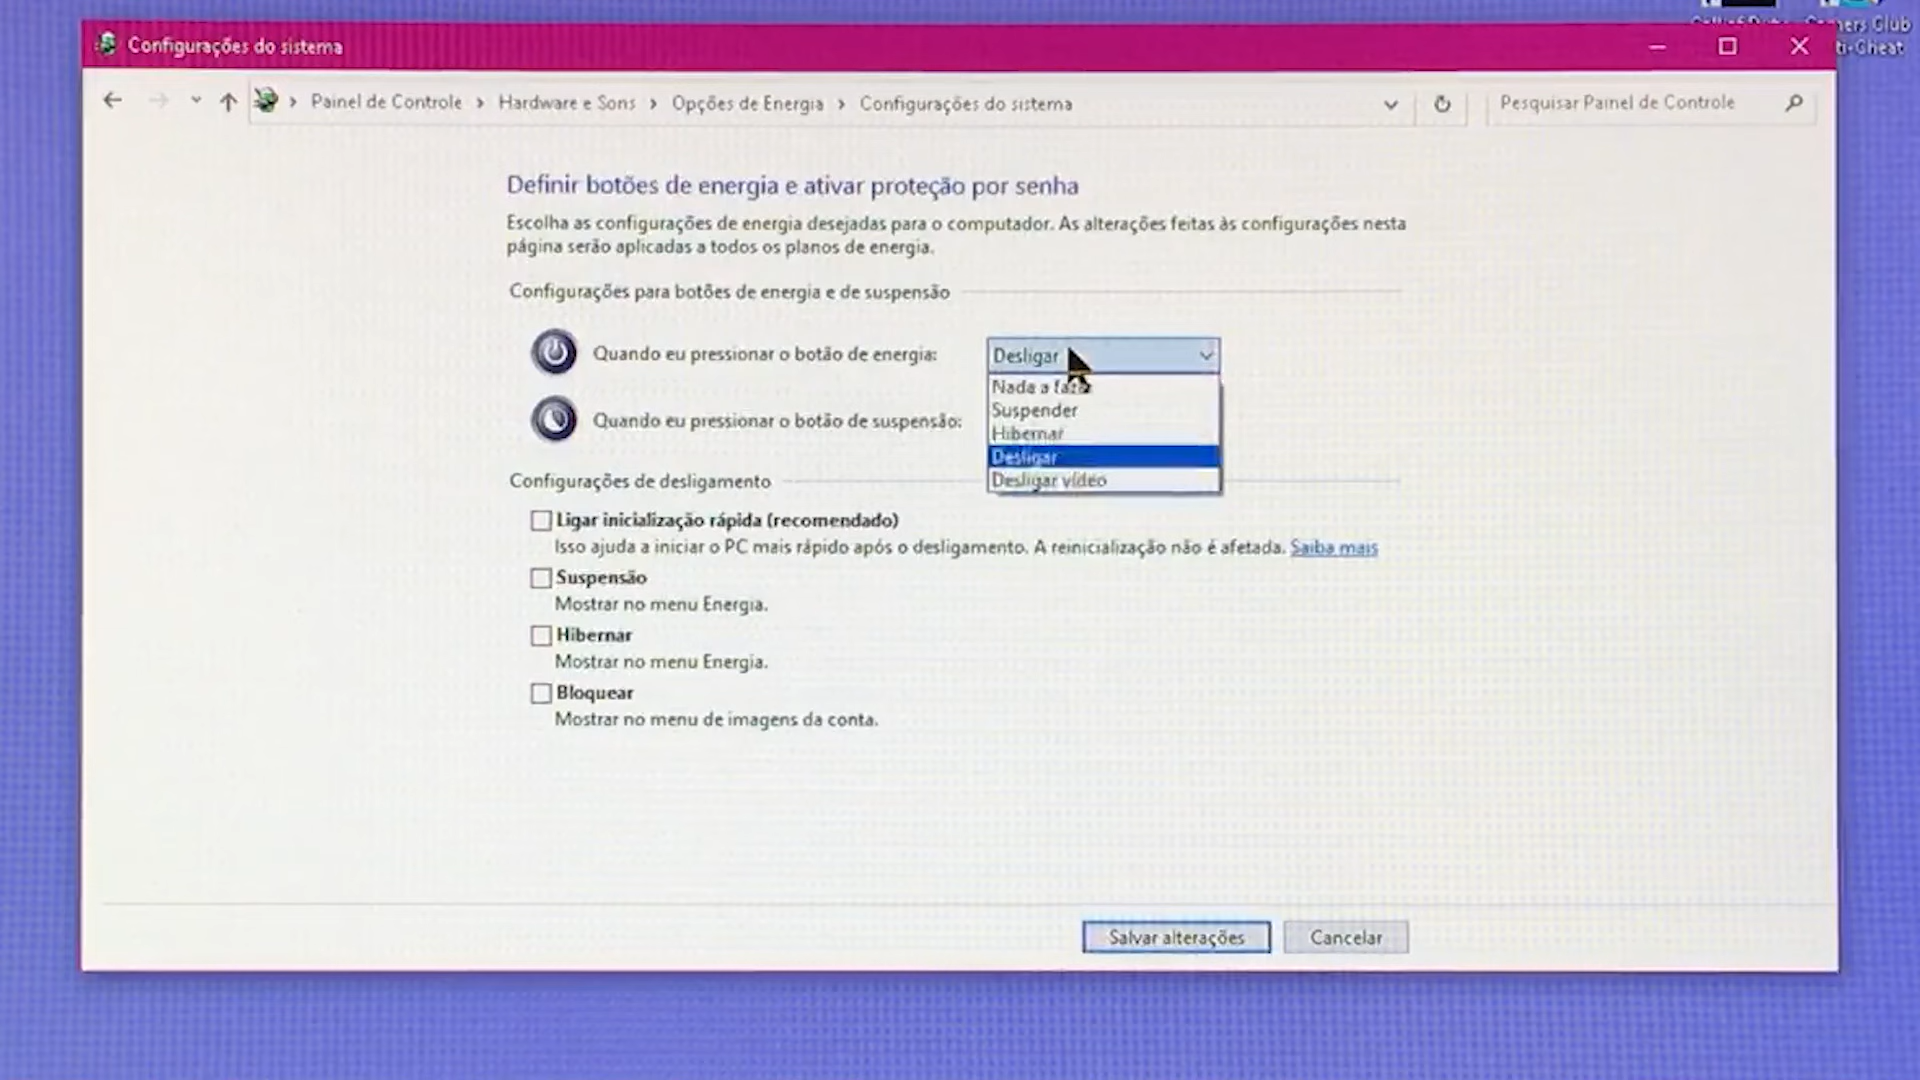 Gamers Club
ti-Cheat
Configurações do sistema
Painel de Controle > Hardware e Sons > Opções de Energia > Configurações do sistema
Pesquisar Painel de Controle
Definir botões de energia e ativar proteção por senha
Escolha as configurações de energia desejadas para o computador. As alterações feitas às configurações nesta
página serão aplicadas a todos os planos de energia.
Configurações para botões de energia e de suspensão
Quando eu pressionar o botão de energia:
Desligar
Nada a fazer
Suspender
Hibernar
Desligar
Desligar vídeo
Quando eu pressionar o botão de suspensão:
Configurações de desligamento
Ligar inicialização rápida (recomendado)
Isso ajuda a iniciar o PC mais rápido após o desligamento. A reinicialização não é afetada. Saiba mais
Suspensão
Mostrar no menu Energia.
Hibernar
Mostrar no menu Energia.
Bloquear
Mostrar no menu de imagens da conta.
Salvar alterações
Cancelar